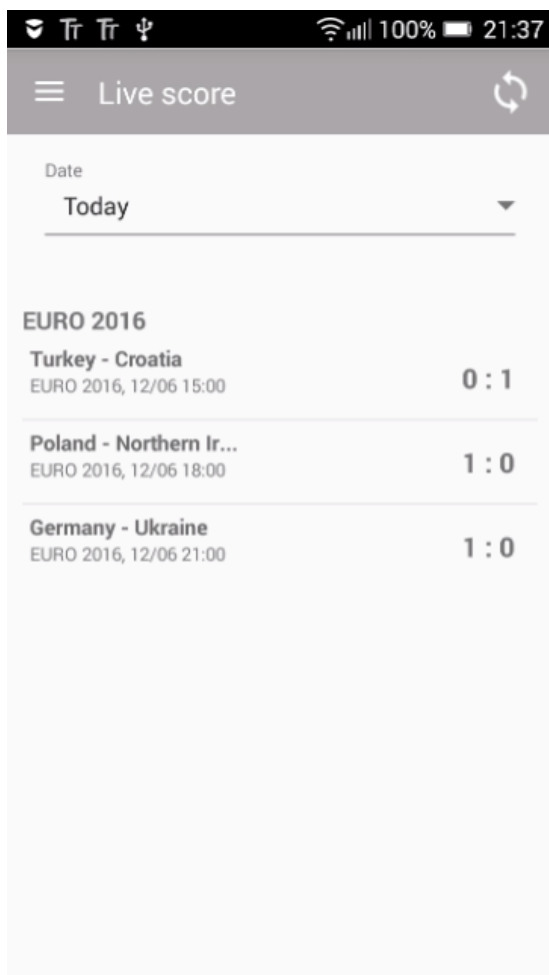 100% 21:37
Live score
Date
Today
EURO 2016
Turkey - Croatia
EURO 2016, 12/06 15:00
0 : 1
Poland - Northern Ir...
EURO 2016, 12/06 18:00
1 : 0
Germany - Ukraine
EURO 2016, 12/06 21:00
1 : 0